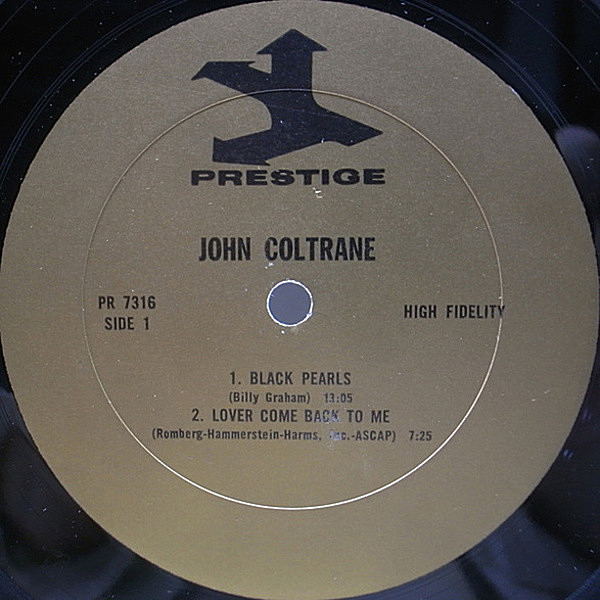 PRESTIGE
JOHN COLTRANE
PR 7316
SIDE 1
HIGH FIDELITY
1. BLACK PEARLS
(Billy Graham) 13:05
2. LOVER COME BACK TO ME
(Romberg-Hammerstein-Harms, Inc.-ASCAP) 7:25